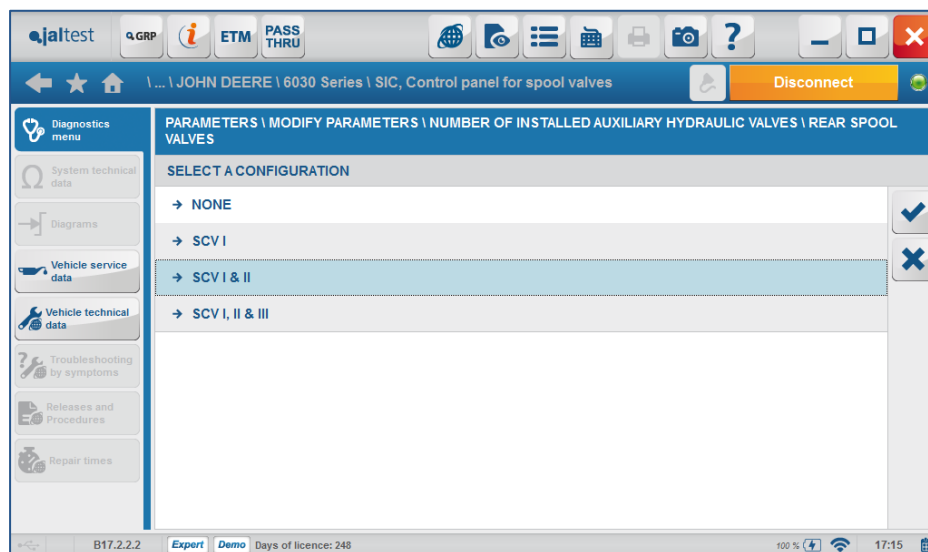 jaltest GRP i ETM PASS THRU ?
\ ... \ JOHN DEERE \ 6030 Series \ SIC, Control panel for spool valves Disconnect
Diagnostics menu
System technical data
Diagrams
Vehicle service data
Vehicle technical data
Troubleshooting by symptoms
Releases and Procedures
Repair times
PARAMETERS \ MODIFY PARAMETERS \ NUMBER OF INSTALLED AUXILIARY HYDRAULIC VALVES \ REAR SPOOL
VALVES
SELECT A CONFIGURATION
NONE
SCV I
SCV I & II
SCV I, II & III
B17.2.2.2 Expert Demo Days of licence: 248 100 % 17:15